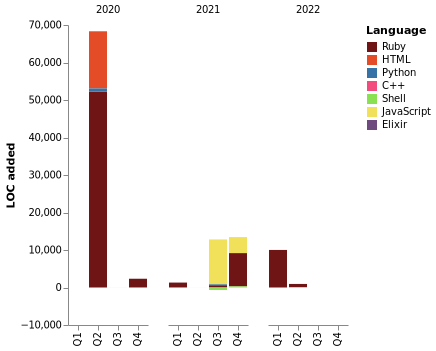 2020 2021 2022
Language
Ruby
HTML
Python
C++
Shell
JavaScript
Elixir
LOC added
70,000
60,000
50,000
40,000
30,000
20,000
10,000
0
−10,000
Q1 Q2 Q3 Q4 Q1 Q2 Q3 Q4 Q1 Q2 Q3 Q4